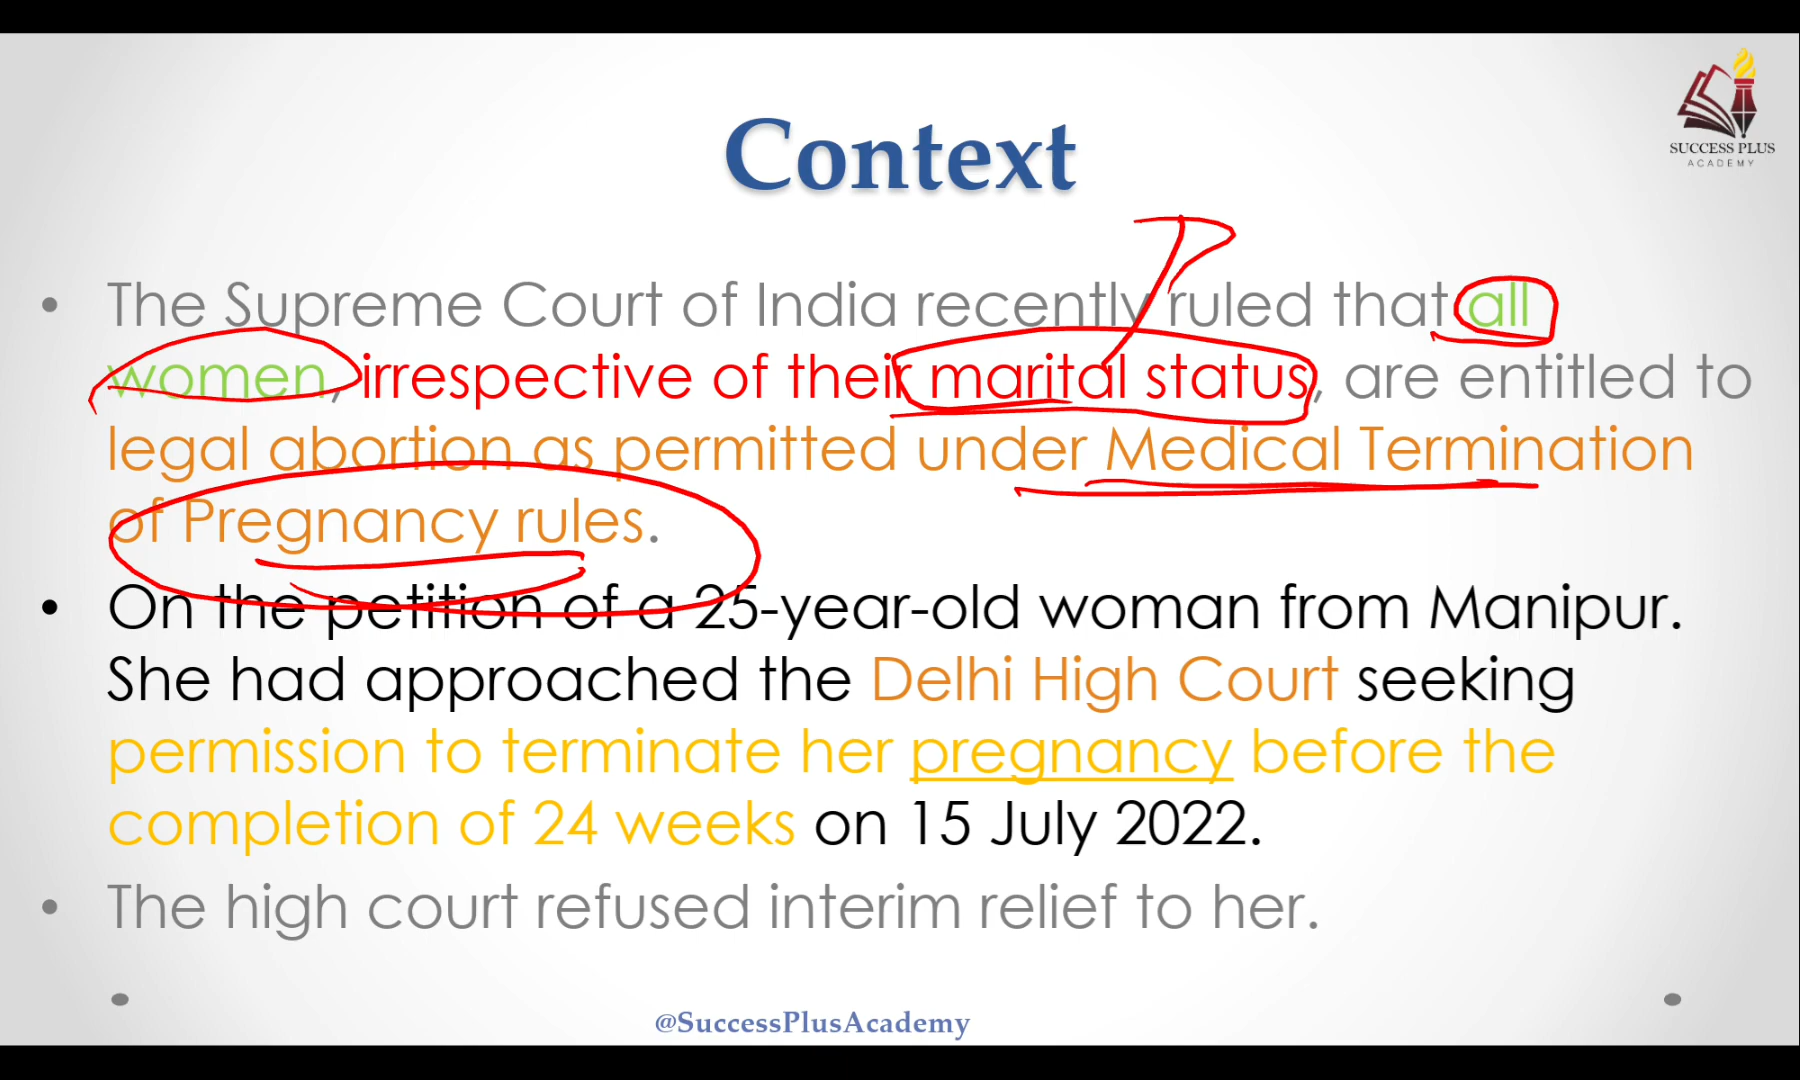 SUCCESS PLUS
ACADEMY
Context
• The Supreme Court of India recently ruled that all
women, irrespective of their marital status, are entitled to
legal abortion as permitted under Medical Termination
of Pregnancy rules.
• On the petition of a 25-year-old woman from Manipur.
She had approached the Delhi High Court seeking
permission to terminate her pregnancy before the
completion of 24 weeks on 15 July 2022.
• The high court refused interim relief to her.
@SuccessPlusAcademy